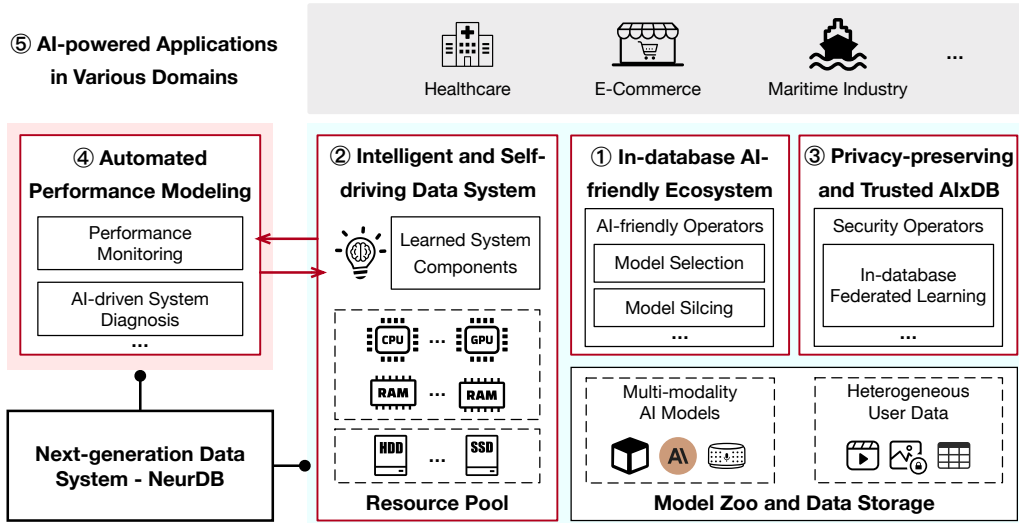 ⑤ AI-powered Applications
in Various Domains
Healthcare
E-Commerce
Maritime Industry
...
④ Automated
Performance Modeling
Performance
Monitoring
AI-driven System
Diagnosis
...
② Intelligent and Self-
driving Data System
Learned System
Components
CPU
...
GPU
RAM
...
RAM
HDD
...
SSD
Resource Pool
① In-database AI-
friendly Ecosystem
AI-friendly Operators
Model Selection
Model Silcing
...
③ Privacy-preserving
and Trusted AIxDB
Security Operators
In-database
Federated Learning
...
Next-generation Data
System - NeurDB
Multi-modality
AI Models
A\
Heterogeneous
User Data
Model Zoo and Data Storage